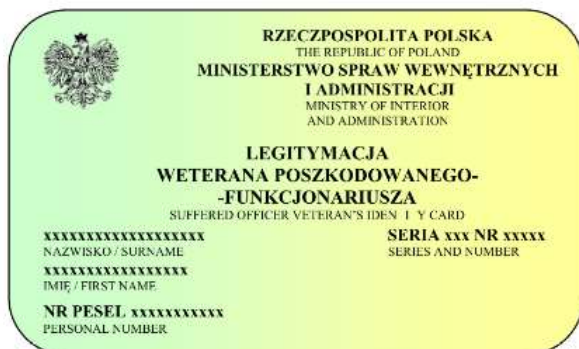 RZECZPOSPOLITA POLSKA
THE REPUBLIC OF POLAND
MINISTERSTWO SPRAW WEWNĘTRZNYCH
I ADMINISTRACJI
MINISTRY OF INTERIOR
AND ADMINISTRATION
LEGITYMACJA
WETERANA POSZKODOWANEGO-
-FUNKCJONARIUSZA
SUFFERED OFFICER VETERAN'S IDEN I Y CARD
xxxxxxxxxxxxxxxxxxx SERIA xxx NR xxxxx
NAZWISKO / SURNAME SERIES AND NUMBER
xxxxxxxxxxxxxxxxx
IMIĘ / FIRST NAME
NR PESEL xxxxxxxxxxx
PERSONAL NUMBER